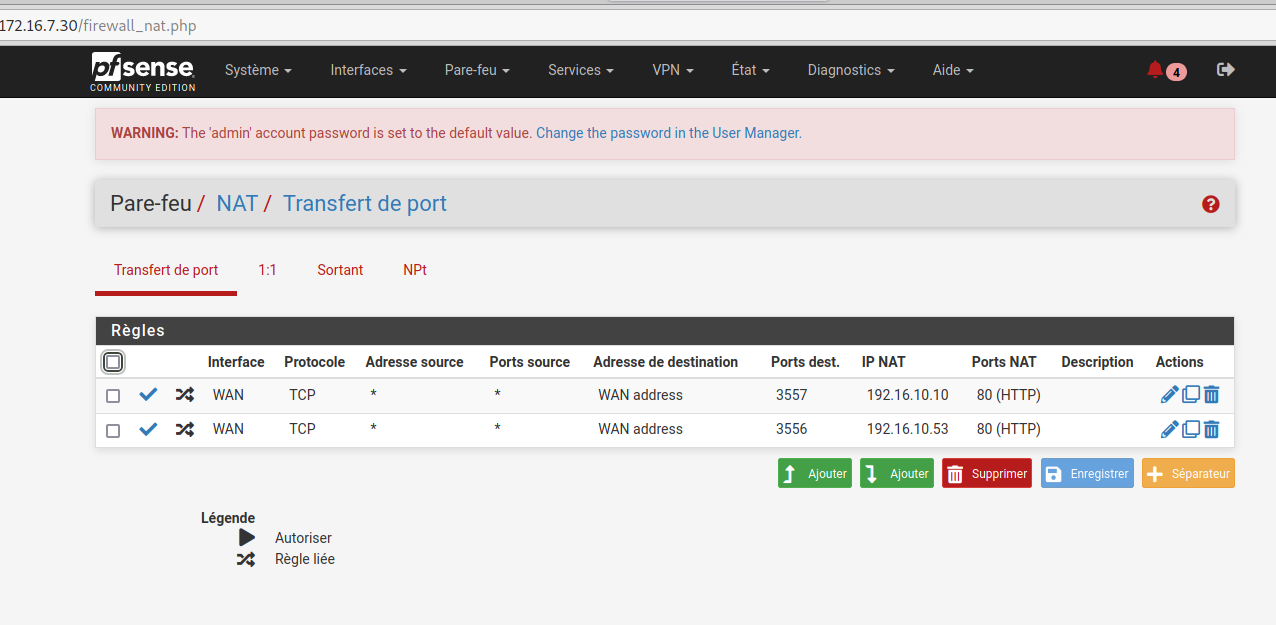 172.16.7.30/firewall_nat.php
pfsense COMMUNITY EDITION Système Interfaces Pare-feu Services VPN État Diagnostics Aide 4
WARNING: The 'admin' account password is set to the default value. Change the password in the User Manager.
Pare-feu / NAT / Transfert de port
Transfert de port 1:1 Sortant NPt
Règles
Interface Protocole Adresse source Ports source Adresse de destination Ports dest. IP NAT Ports NAT Description Actions
WAN TCP * * WAN address 3557 192.16.10.10 80 (HTTP)
WAN TCP * * WAN address 3556 192.16.10.53 80 (HTTP)
Ajouter Ajouter Supprimer Enregistrer Séparateur
Légende
Autoriser
Règle liée